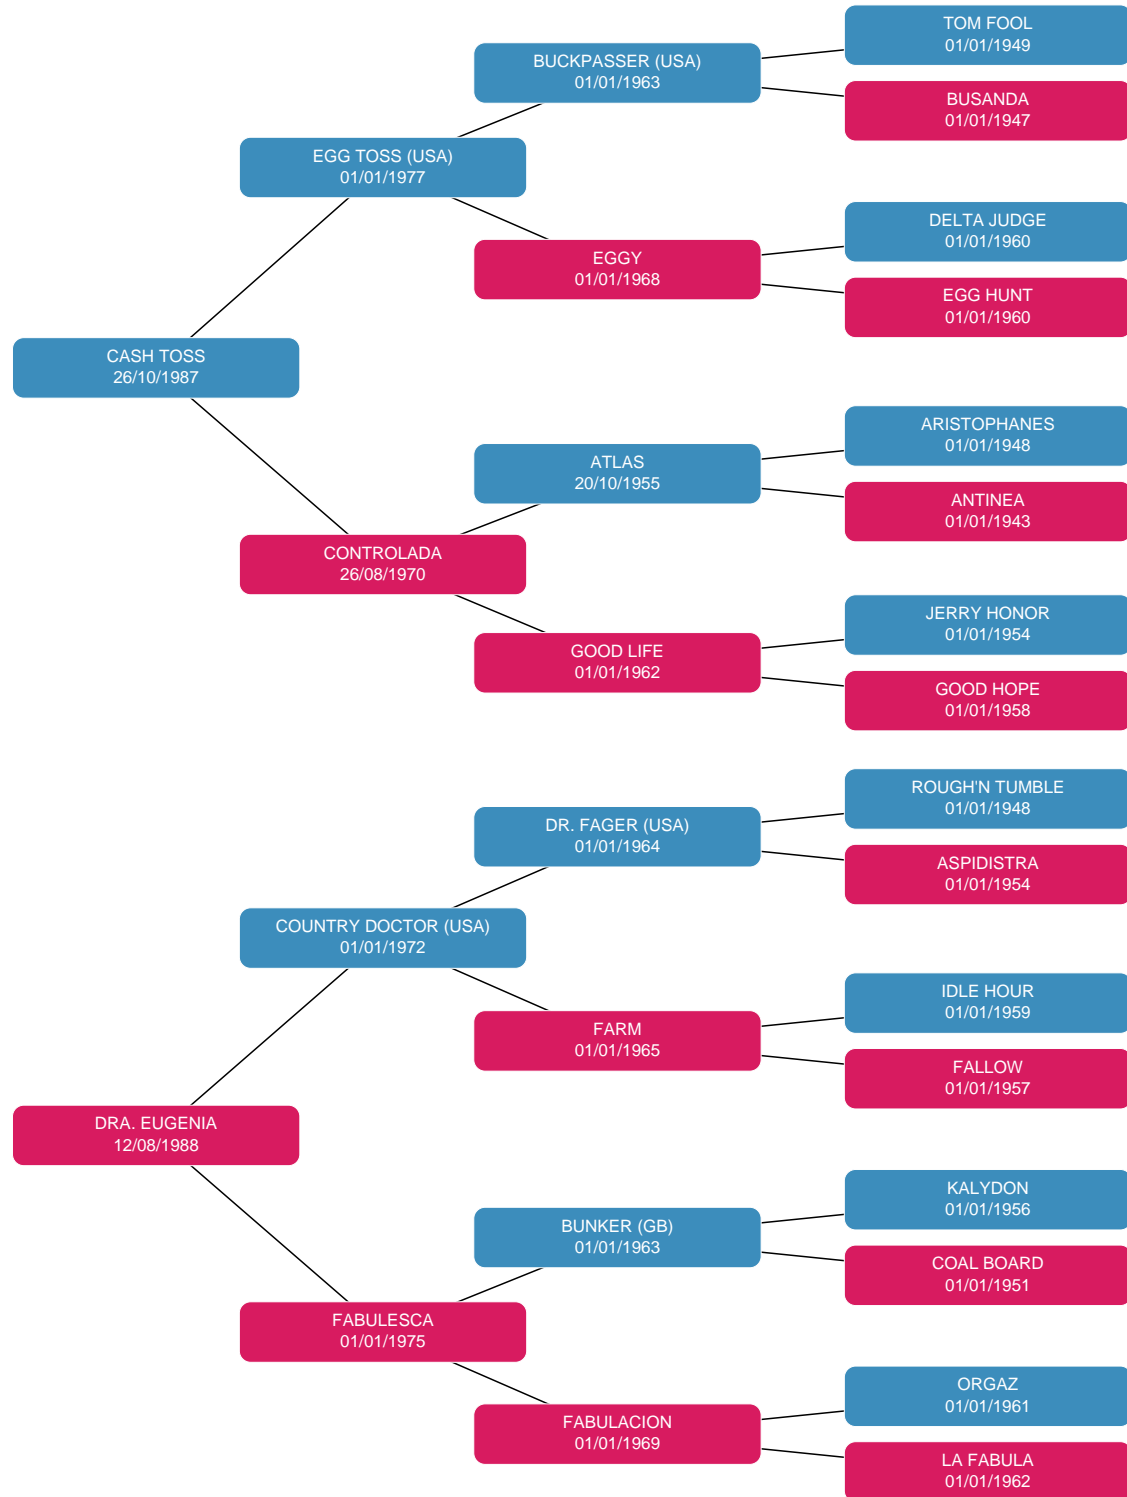 TOM FOOL
01/01/1949
BUCKPASSER (USA)
01/01/1963
BUSANDA
01/01/1947
EGG TOSS (USA)
01/01/1977
DELTA JUDGE
01/01/1960
EGGY
01/01/1968
EGG HUNT
01/01/1960
CASH TOSS
26/10/1987
ARISTOPHANES
01/01/1948
ATLAS
20/10/1955
ANTINEA
01/01/1943
CONTROLADA
26/08/1970
JERRY HONOR
01/01/1954
GOOD LIFE
01/01/1962
GOOD HOPE
01/01/1958
ROUGH'N TUMBLE
01/01/1948
DR. FAGER (USA)
01/01/1964
ASPIDISTRA
01/01/1954
COUNTRY DOCTOR (USA)
01/01/1972
IDLE HOUR
01/01/1959
FARM
01/01/1965
FALLOW
01/01/1957
DRA. EUGENIA
12/08/1988
KALYDON
01/01/1956
BUNKER (GB)
01/01/1963
COAL BOARD
01/01/1951
FABULESCA
01/01/1975
ORGAZ
01/01/1961
FABULACION
01/01/1969
LA FABULA
01/01/1962